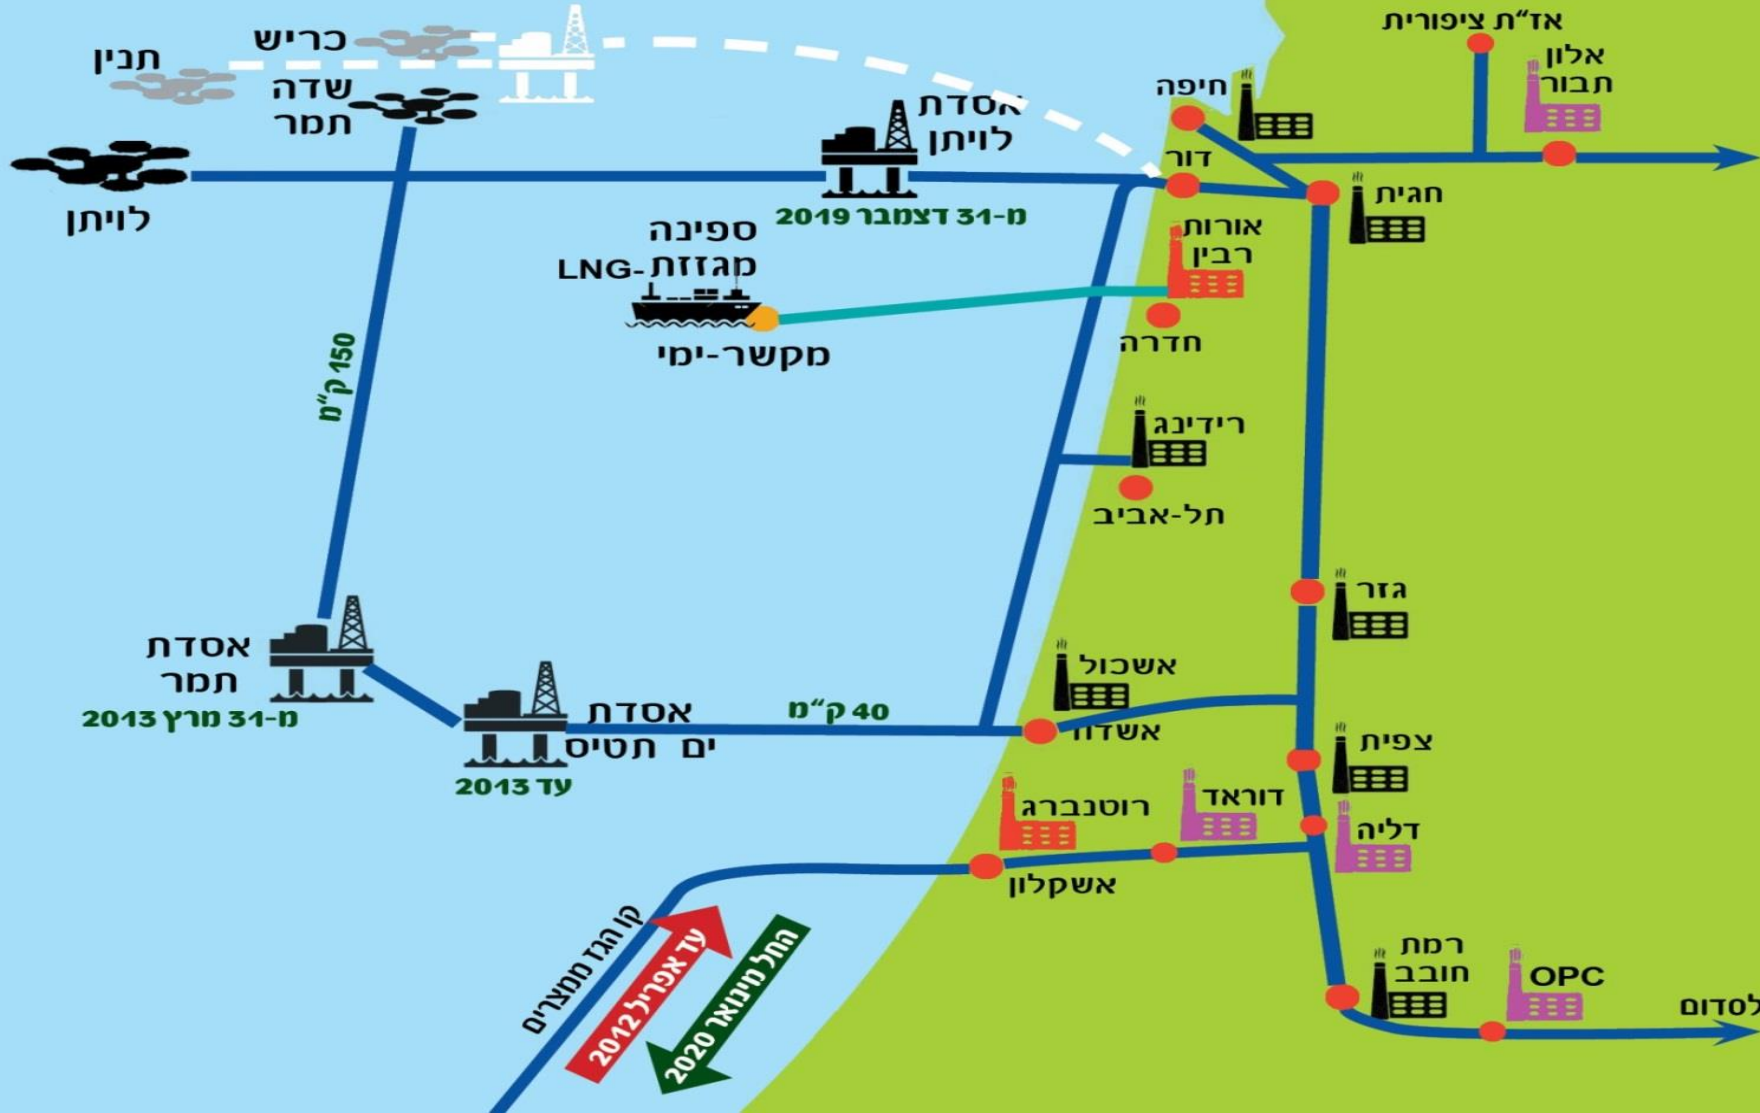 אז"ת ציפורית
אלון
תבור
כריש
תנין
שדה
תמר
חיפה
אסדת
לויתן
דור
חגית
לויתן
מ-31 דצמבר 2019
ספינה
מגזזת-LNG
אורות
רבין
חדרה
מקשר-ימי
150 ק"מ
רידינג
תל-אביב
גזר
אסדת
תמר
מ-31 מרץ 2013
אשכול
אסדת
ים תטיס
40 ק"מ
אשדוד
עד 2013
צפית
דוראד
רוטנברג
דליה
אשקלון
קו הגז ממצרים
עד אפריל 2012
החל מינואר 2020
רמת
חובב
OPC
לסדום